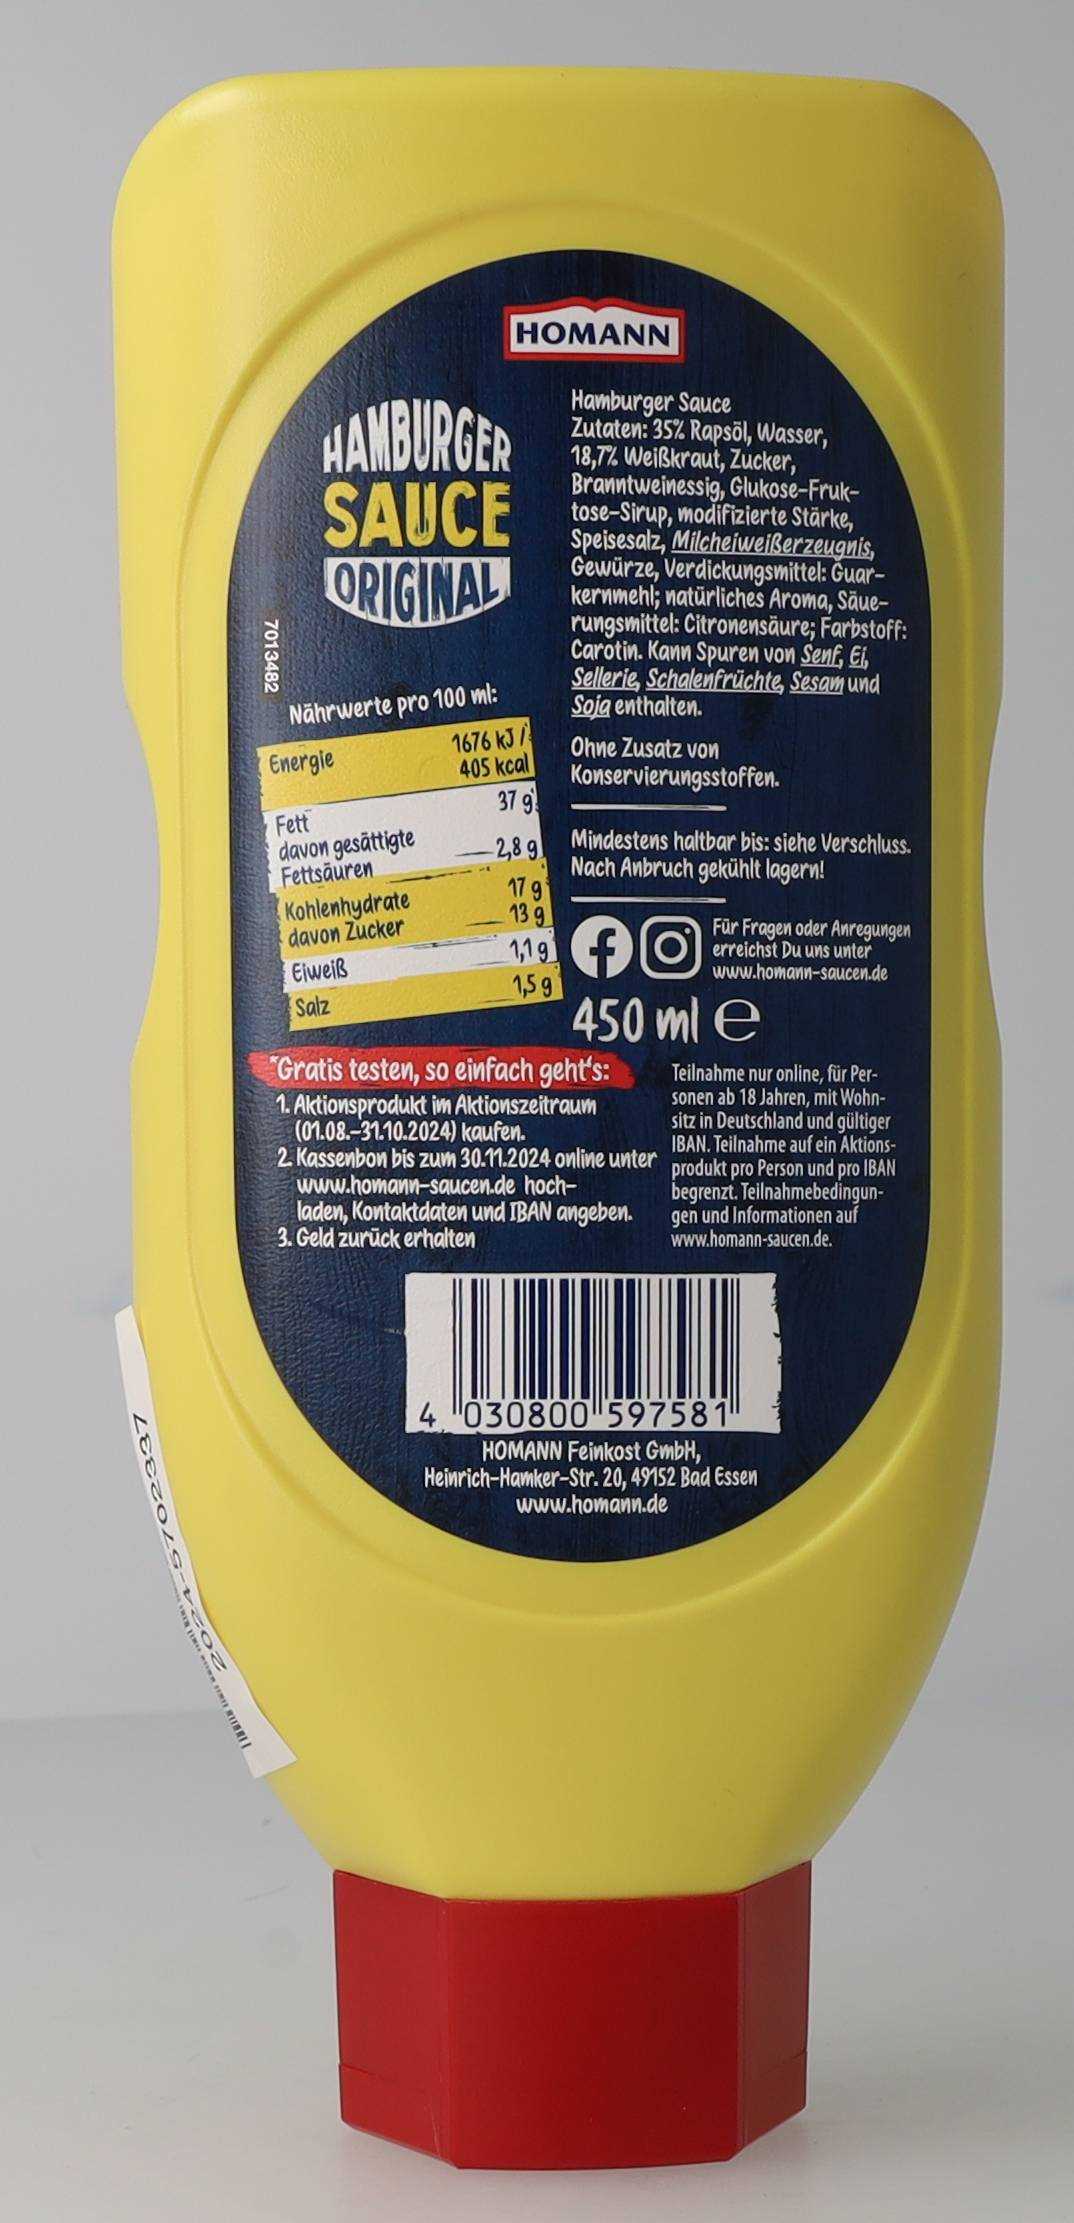 HOMANN
HAMBURGER
SAUCE
ORIGINAL
7013482
Nährwerte pro 100 ml:
Energie 1676 kJ /
405 kcal
Fett 37 g
davon gesättigte
Fettsäuren 2,8 g
Kohlenhydrate 17 g
davon Zucker 13 g
Eiweiß 1,1 g
Salz 1,5 g
Hamburger Sauce
Zutaten: 35% Rapsöl, Wasser,
18,7% Weißkraut, Zucker,
Branntweinessig, Glukose-Fruk-
tose-Sirup, modifizierte Stärke,
Speisesalz, Milcheiweißerzeugnis,
Gewürze, Verdickungsmittel: Guar-
kernmehl; natürliches Aroma, Säue-
rungsmittel: Citronensäure; Farbstoff:
Carotin. Kann Spuren von Senf, Ei,
Sellerie, Schalenfrüchte, Sesam und
Soja enthalten.
Ohne Zusatz von
Konservierungsstoffen.
Mindestens haltbar bis: siehe Verschluss.
Nach Anbruch gekühlt lagern!
Für Fragen oder Anregungen
erreichst Du uns unter
www.homann-saucen.de
450 ml e
*Gratis testen, so einfach geht's:
1. Aktionsprodukt im Aktionszeitraum
(01.08.–31.10.2024) kaufen.
2. Kassenbon bis zum 30.11.2024 online unter
www.homann-saucen.de hoch-
laden, Kontaktdaten und IBAN angeben.
3. Geld zurück erhalten
Teilnahme nur online, für Per-
sonen ab 18 Jahren, mit Wohn-
sitz in Deutschland und gültiger
IBAN. Teilnahme auf ein Aktions-
produkt pro Person und pro IBAN
begrenzt. Teilnahmebedingun-
gen und Informationen auf
www.homann-saucen.de.
4 030800 597581
HOMANN Feinkost GmbH,
Heinrich-Hamker-Str. 20, 49152 Bad Essen
www.homann.de
2024-5702337